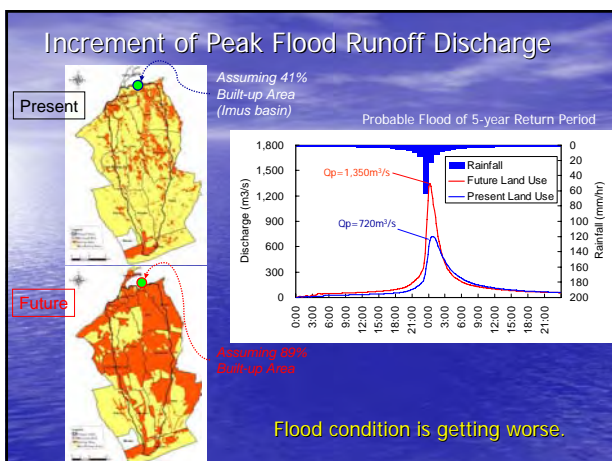 Increment of Peak Flood Runoff Discharge
Present
Assuming 41%
Built-up Area
(Imus basin)
Future
Assuming 89%
Built-up Area
Probable Flood of 5-year Return Period
Discharge (m3/s)
1,800
1,500
1,200
900
600
300
0
Qp=1,350m³/s
Qp=720m³/s
Rainfall
Future Land Use
Present Land Use
0
20
40
60
80
100
120
140
160
180
200
Rainfall (mm/hr)
0:00
3:00
6:00
9:00
12:00
15:00
18:00
21:00
0:00
3:00
6:00
9:00
12:00
15:00
18:00
21:00
Flood condition is getting worse.